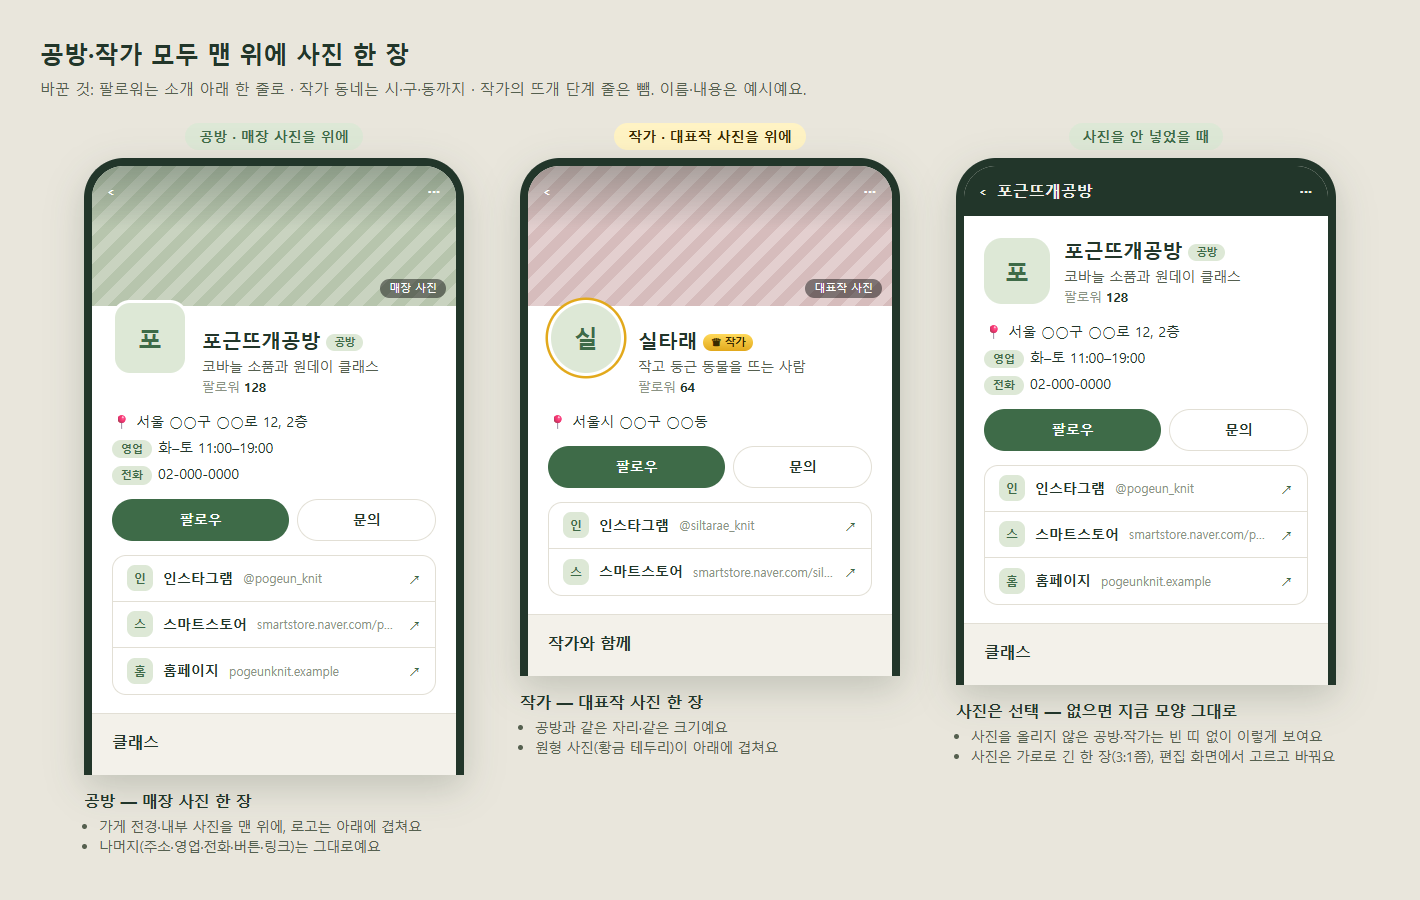 공방·작가 모두 맨 위에 사진 한 장
바꾼 것: 팔로워는 소개 아래 한 줄로 · 작가 동네는 시·구·동까지 · 작가의 뜨개 단계 줄은 뺌. 이름·내용은 예시예요.
공방 · 매장 사진을 위에
매장 사진
포
포근뜨개공방 공방
코바늘 소품과 원데이 클래스
팔로워 128
서울 ○○구 ○○로 12, 2층
영업 화–토 11:00–19:00
전화 02-000-0000
팔로우 문의
인 인스타그램 @pogeun_knit ↗
스 스마트스토어 smartstore.naver.com/p... ↗
홈 홈페이지 pogeunknit.example ↗
클래스
공방 — 매장 사진 한 장
• 가게 전경·내부 사진을 맨 위에, 로고는 아래에 겹쳐요
• 나머지(주소·영업·전화·버튼·링크)는 그대로예요
작가 · 대표작 사진을 위에
대표작 사진
실
실타래 ♛ 작가
작고 둥근 동물을 뜨는 사람
팔로워 64
서울시 ○○구 ○○동
팔로우 문의
인 인스타그램 @siltarae_knit ↗
스 스마트스토어 smartstore.naver.com/sil... ↗
작가와 함께
작가 — 대표작 사진 한 장
• 공방과 같은 자리·같은 크기예요
• 원형 사진(황금 테두리)이 아래에 겹쳐요
사진을 안 넣었을 때
< 포근뜨개공방 ···
포
포근뜨개공방 공방
코바늘 소품과 원데이 클래스
팔로워 128
서울 ○○구 ○○로 12, 2층
영업 화–토 11:00–19:00
전화 02-000-0000
팔로우 문의
인 인스타그램 @pogeun_knit ↗
스 스마트스토어 smartstore.naver.com/p... ↗
홈 홈페이지 pogeunknit.example ↗
클래스
사진은 선택 — 없으면 지금 모양 그대로
• 사진을 올리지 않은 공방·작가는 빈 띠 없이 이렇게 보여요
• 사진은 가로로 긴 한 장(3:1쯤), 편집 화면에서 고르고 바꿔요